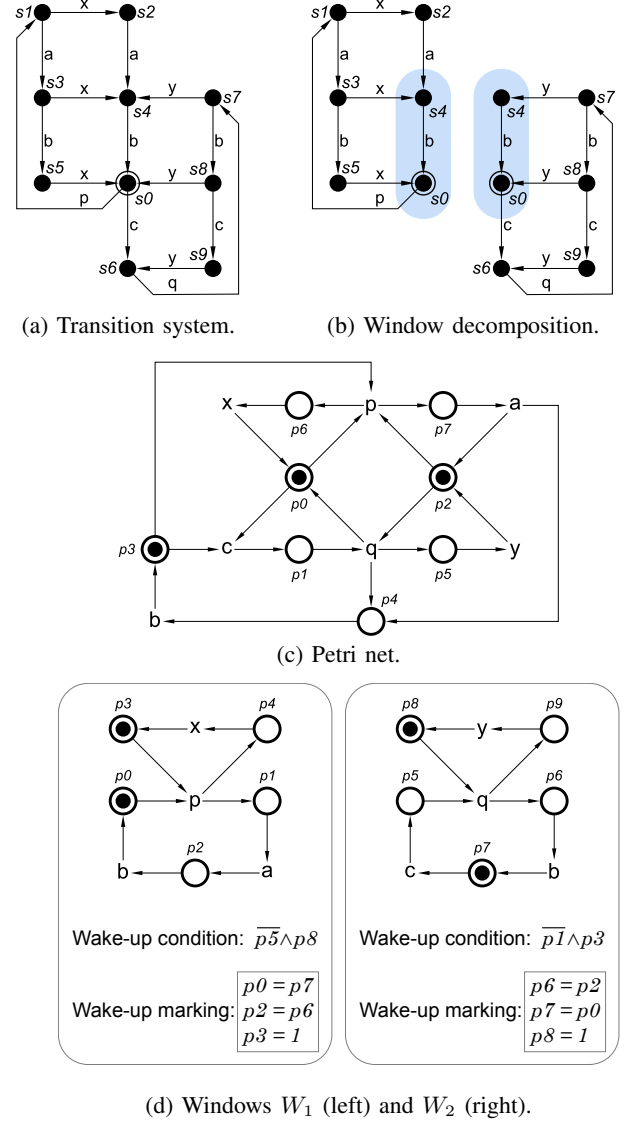 s1 x s2 s1 x s2
a a a a
s3 x y s7 s3 x y s7
s4 s4 s4
b b b b b b b
s5 x y s8 s5 x y s8
p s0 p s0 s0
c c c c
s6 y s9 s6 y s9
q q
(a) Transition system.
(b) Window decomposition.
x p6 p p7 a
p0 p2
p3 c p1 q p5 y
b p4
(c) Petri net.
p3 p4
x
p0 p p1
p2
b a
Wake-up condition: p5̅∧p8
Wake-up marking: p0 = p7
p2 = p6
p3 = 1
p8 p9
y
p5 q p6
p7
c b
Wake-up condition: p1̅∧p3
Wake-up marking: p6 = p2
p7 = p0
p8 = 1
(d) Windows W1 (left) and W2 (right).